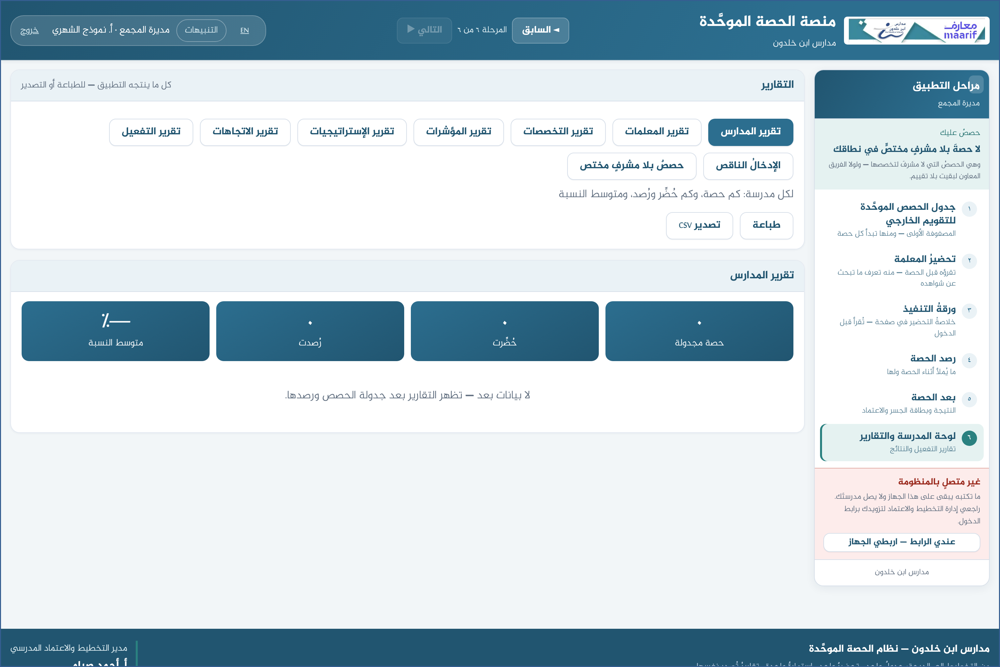 معارف
maarif
مدارس
ابن خلدون
منصة الحصة الموحَّدة
مدارس ابن خلدون
◄ السابق
المرحلة ٦ من ٦
التالي ►
EN
التنبيهات
مديرة المجمع · أ. نموذج الشهري
خروج
مراحل التطبيق
مديرة المجمع
حصصٌ عليك
لا حصةَ بلا مشرفٍ مختصٍّ في نطاقك
وهي الحصصُ التي لا مشرفَ لتخصصها — ولولا الفريق
المعاون لبقيت بلا تقييم.
١
جدول الحصص الموحَّدة
للتقويم الخارجي
المصفوفة الأولى — ومنها تبدأ كل حصة
٢
تحضيرُ المعلمة
تقرؤه قبل الحصة — منه تعرف ما تبحث
عن شواهده
٣
ورقةُ التنفيذ
خلاصةُ التحضير في صفحة — تُقرأ قبل
الدخول
٤
رصد الحصة
ما يُملأ أثناء الحصة ولها
٥
بعد الحصة
النتيجة وبطاقة الجسر والاعتماد
٦
لوحة المدرسة والتقارير
تقارير التفعيل والنتائج
غير متصلٍ بالمنظومة
ما تكتبه يبقى على هذا الجهاز ولا يصل مدرستَك.
راجعي إدارة التخطيط والاعتماد لتزويدك برابط
الدخول.
عندي الرابط — اربطي الجهاز
مدارس ابن خلدون
التقارير
كل ما ينتجه التطبيق — للطباعة أو التصدير
تقرير المدارس
تقرير المعلمات
تقرير التخصصات
تقرير المؤشرات
تقرير الإستراتيجيات
تقرير الاتجاهات
تقرير التفعيل
الإدخالُ الناقص
حصصٌ بلا مشرفٍ مختص
لكل مدرسة: كم حصة، وكم حُضِّر ورُصد، ومتوسط النسبة
طباعة
تصدير CSV
تقرير المدارس
٠
حصة مجدولة
٠
حُضِّرت
٠
رُصدت
—٪
متوسط النسبة
لا بيانات بعد — تظهر التقارير بعد جدولة الحصص ورصدها.
مدارس ابن خلدون — نظام الحصة الموحَّدة
مدير التخطيط والاعتماد المدرسي
أ. أحمد صيام